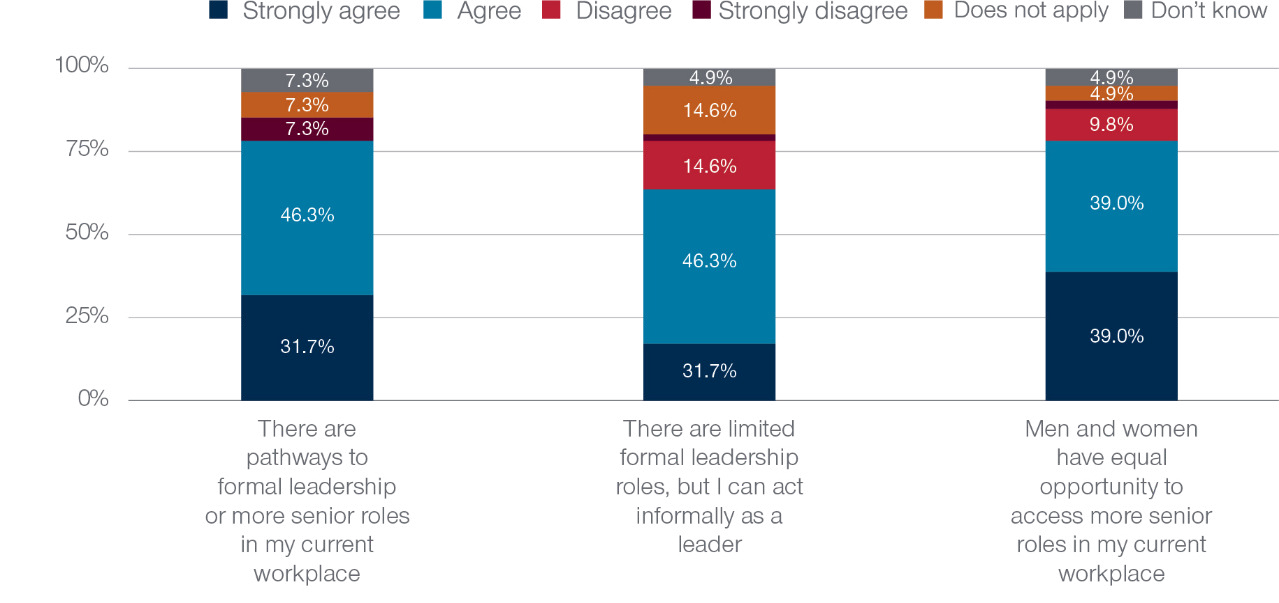 Strongly agree Agree Disagree Strongly disagree Does not apply Don’t know
100%
75%
50%
25%
0%
7.3%
7.3%
7.3%
46.3%
31.7%
4.9%
14.6%
14.6%
46.3%
31.7%
4.9%
4.9%
9.8%
39.0%
39.0%
There are
pathways to
formal leadership
or more senior roles
in my current
workplace
There are limited
formal leadership
roles, but I can act
informally as a
leader
Men and women
have equal
opportunity to
access more senior
roles in my current
workplace